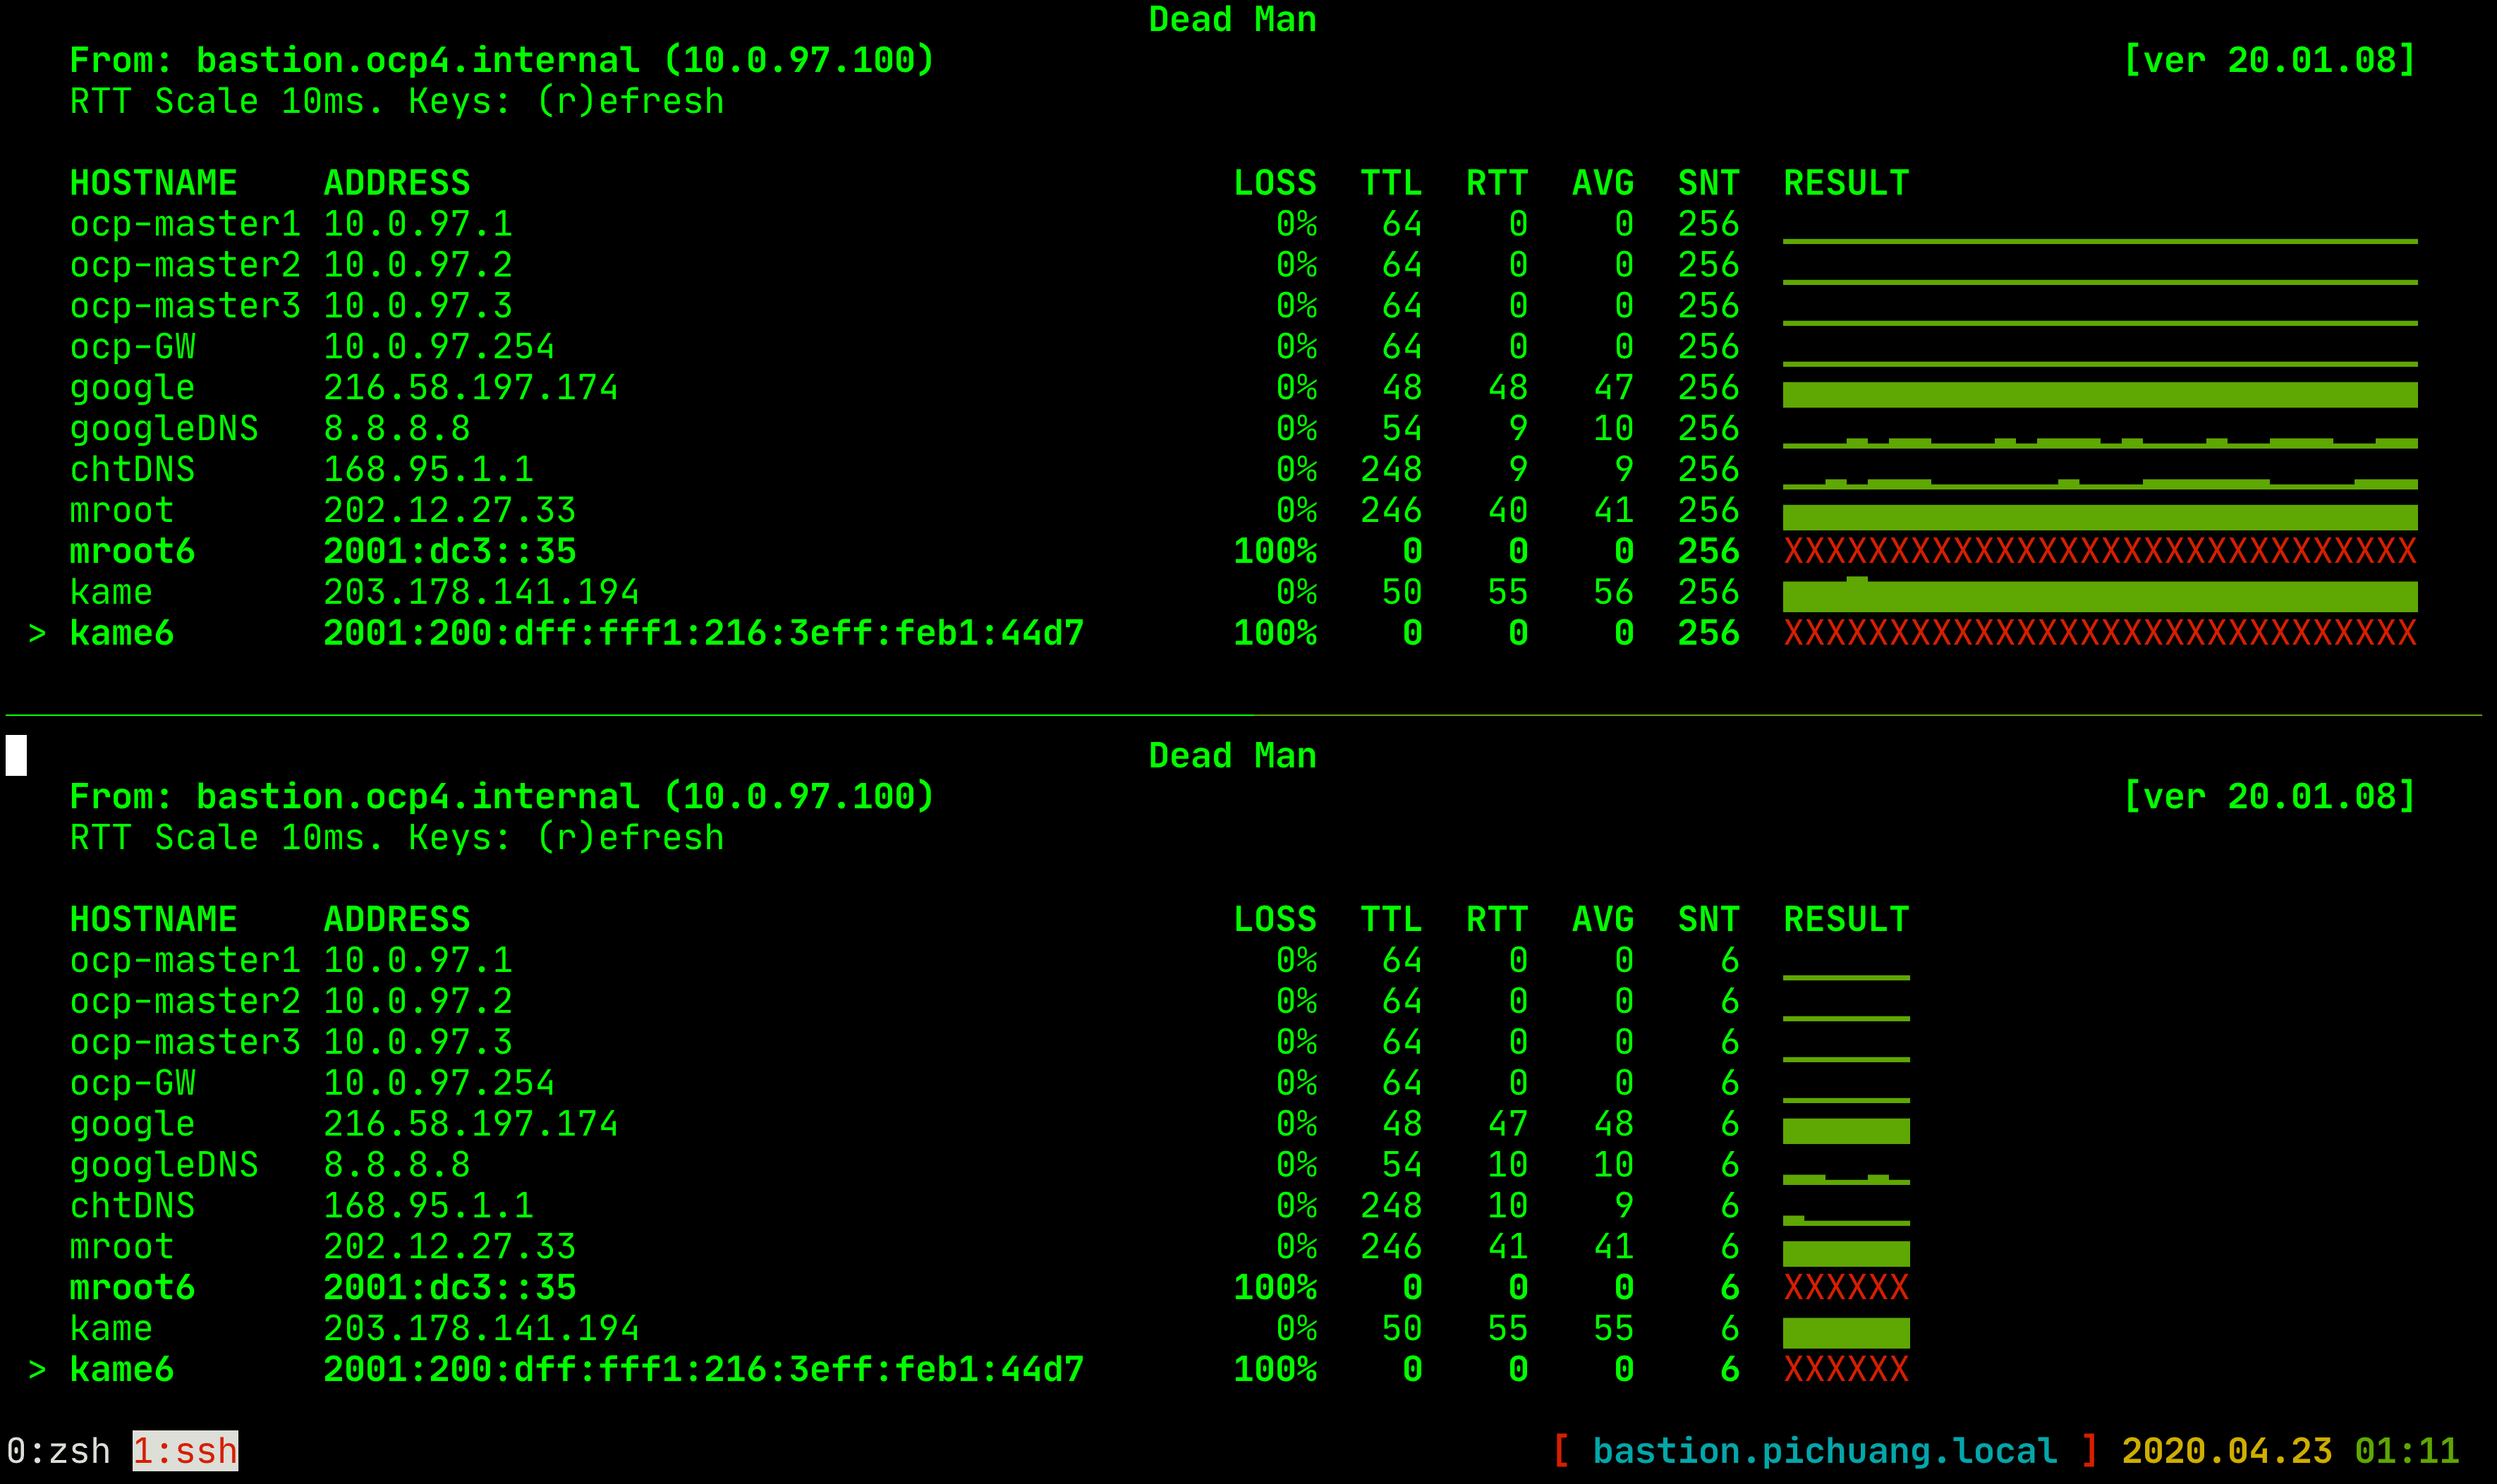 Dead Man
From: bastion.ocp4.internal (10.0.97.100) [ver 20.01.08]
RTT Scale 10ms. Keys: (r)efresh
HOSTNAME ADDRESS LOSS TTL RTT AVG SNT RESULT
ocp-master1 10.0.97.1 0% 64 0 0 256
ocp-master2 10.0.97.2 0% 64 0 0 256
ocp-master3 10.0.97.3 0% 64 0 0 256
ocp-GW 10.0.97.254 0% 64 0 0 256
google 216.58.197.174 0% 48 48 47 256
googleDNS 8.8.8.8 0% 54 9 10 256
chtDNS 168.95.1.1 0% 248 9 9 256
mroot 202.12.27.33 0% 246 40 41 256
mroot6 2001:dc3::35 100% 0 0 0 256 XXXXXXXXXXXXXXXXXXXXXXXXXXXXXX
kame 203.178.141.194 0% 50 55 56 256
> kame6 2001:200:dff:fff1:216:3eff:feb1:44d7 100% 0 0 0 256 XXXXXXXXXXXXXXXXXXXXXXXXXXXXXX
Dead Man
From: bastion.ocp4.internal (10.0.97.100) [ver 20.01.08]
RTT Scale 10ms. Keys: (r)efresh
HOSTNAME ADDRESS LOSS TTL RTT AVG SNT RESULT
ocp-master1 10.0.97.1 0% 64 0 0 6
ocp-master2 10.0.97.2 0% 64 0 0 6
ocp-master3 10.0.97.3 0% 64 0 0 6
ocp-GW 10.0.97.254 0% 64 0 0 6
google 216.58.197.174 0% 48 47 48 6
googleDNS 8.8.8.8 0% 54 10 10 6
chtDNS 168.95.1.1 0% 248 10 9 6
mroot 202.12.27.33 0% 246 41 41 6
mroot6 2001:dc3::35 100% 0 0 0 6 XXXXXX
kame 203.178.141.194 0% 50 55 55 6
> kame6 2001:200:dff:fff1:216:3eff:feb1:44d7 100% 0 0 0 6 XXXXXX
0:zsh 1:ssh [ bastion.pichuang.local ] 2020.04.23 01:11